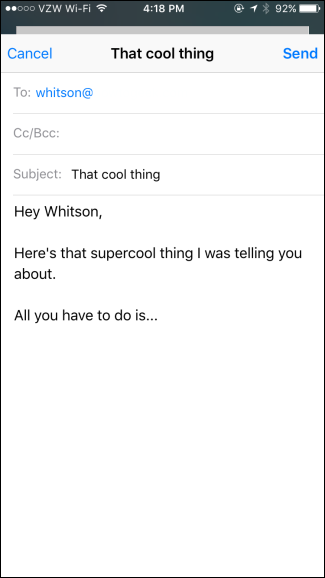 VZW Wi-Fi 4:18 PM 92%
Cancel That cool thing Send
To: whitson@
Cc/Bcc:
Subject: That cool thing
Hey Whitson,
Here's that supercool thing I was telling you
about.
All you have to do is...